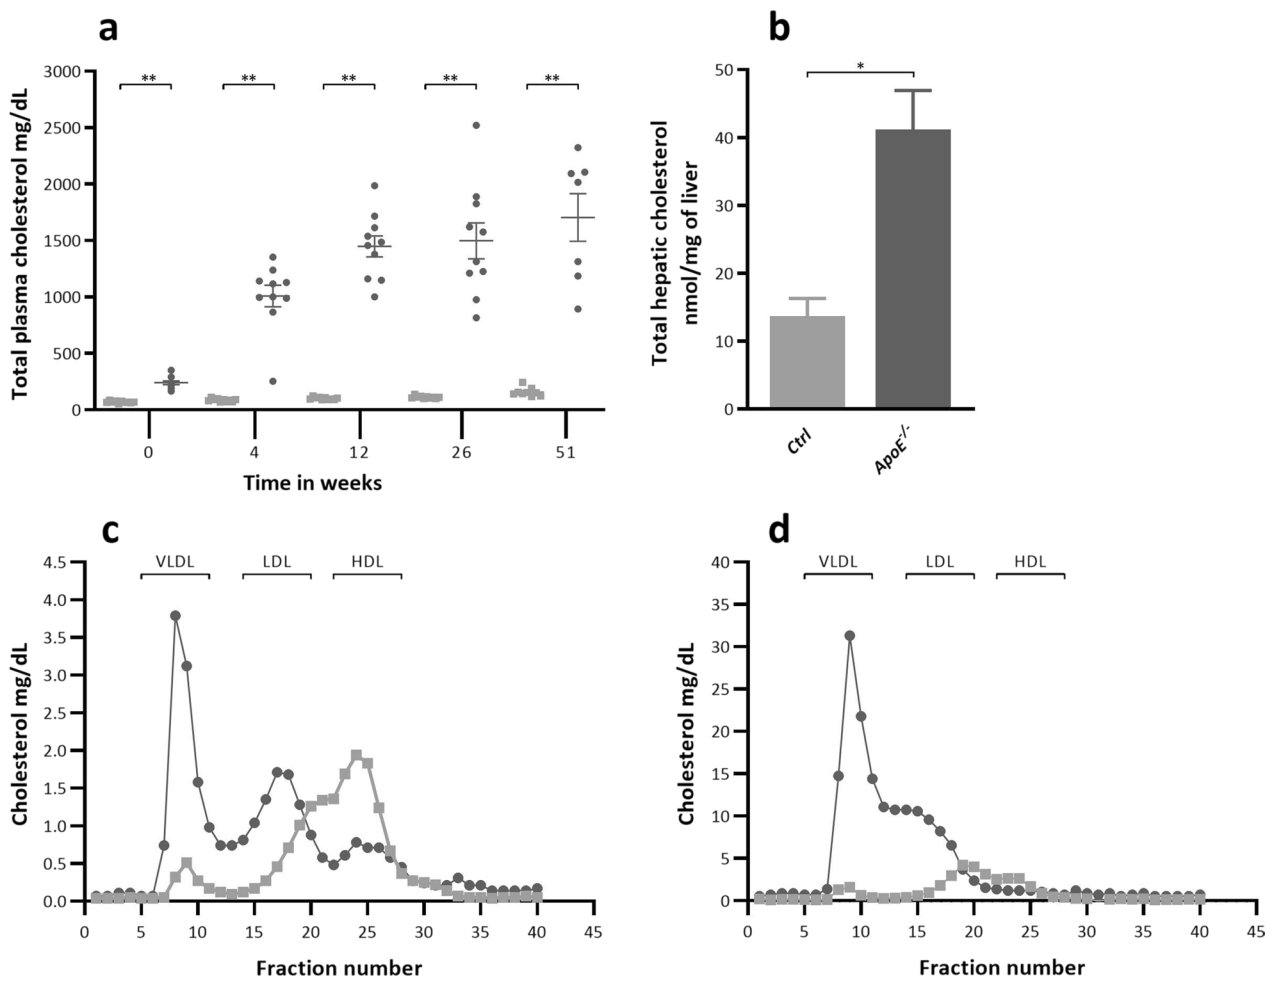 a
Total plasma cholesterol mg/dL
3000
2500
2000
1500
1000
500
0
** ** ** ** **
0 4 12 26 51
Time in weeks
b
Total hepatic cholesterol
nmol/mg of liver
50
40
30
20
10
0
*
Ctrl
ApoE-/-
c
Cholesterol mg/dL
4.5
4.0
3.5
3.0
2.5
2.0
1.5
1.0
0.5
0.0
VLDL LDL HDL
0 5 10 15 20 25 30 35 40 45
Fraction number
d
Cholesterol mg/dL
40
35
30
25
20
15
10
5
0
VLDL LDL HDL
0 5 10 15 20 25 30 35 40 45
Fraction number